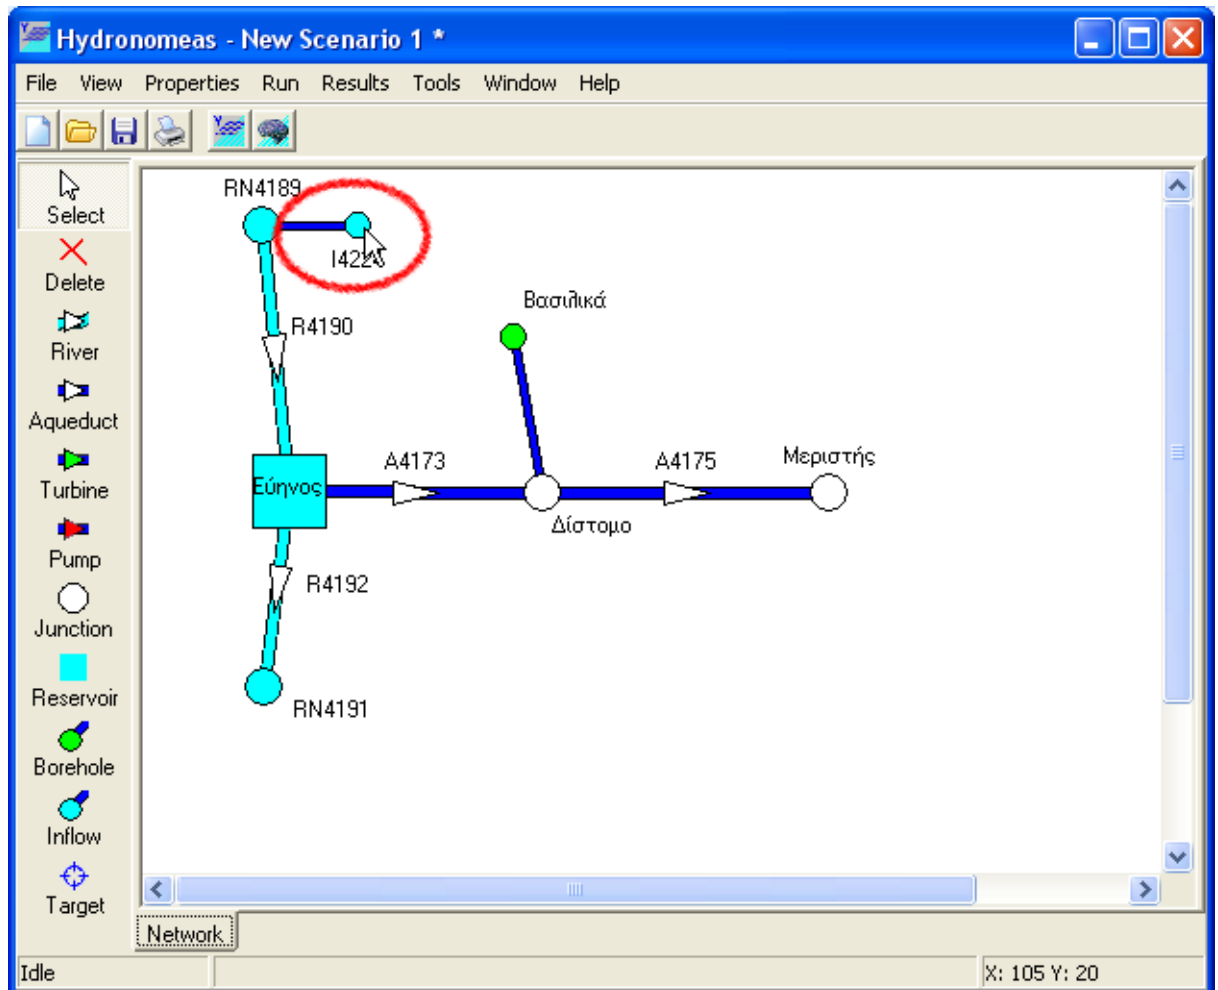 Hydronomeas - New Scenario 1 *
File View Properties Run Results Tools Window Help
Select
Delete
River
Aqueduct
Turbine
Pump
Junction
Reservoir
Borehole
Inflow
Target
RN4189
R4190
Βασιλικά
A4173
A4175
Μεριστής
Εύηνος
Δίστομο
R4192
RN4191
Network
Idle
X: 105 Y: 20